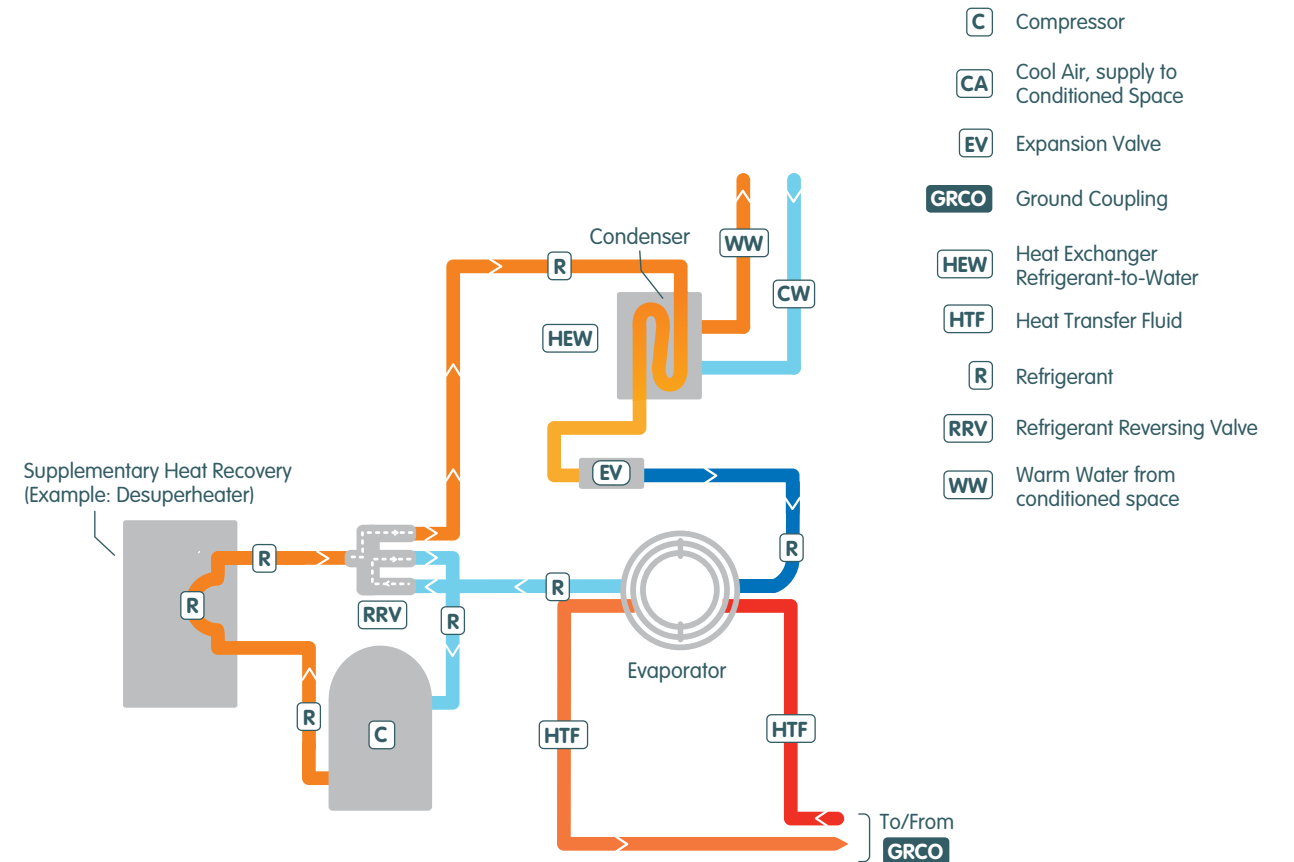 C Compressor
CA Cool Air, supply to
Conditioned Space
EV Expansion Valve
GRCO Ground Coupling
HEW Heat Exchanger
Refrigerant-to-Water
HTF Heat Transfer Fluid
R Refrigerant
RRV Refrigerant Reversing Valve
WW Warm Water from
conditioned space
Condenser
WW
R
CW
HEW
Supplementary Heat Recovery
(Example: Desuperheater)
EV
R
R
R
R
RRV
R
Evaporator
R
C
HTF
HTF
To/From
GRCO